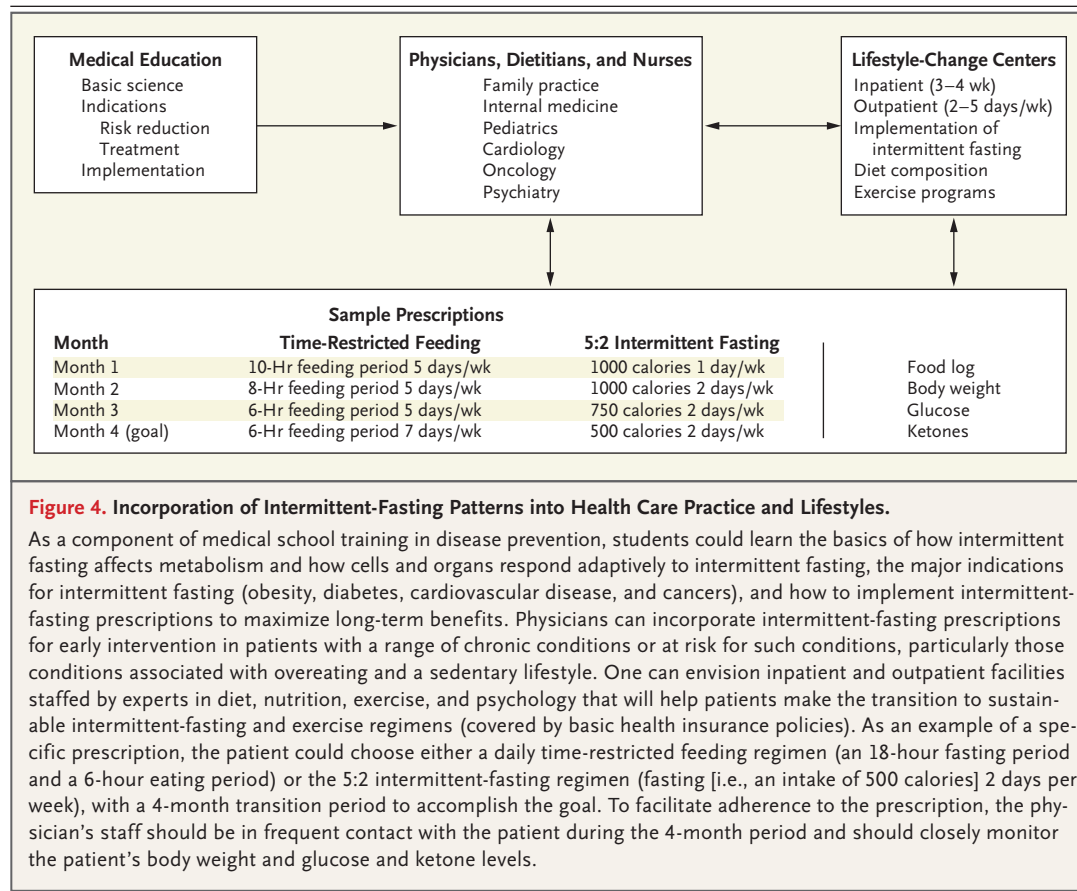 Medical Education
Basic science
Indications
Risk reduction
Treatment
Implementation
Physicians, Dietitians, and Nurses
Family practice
Internal medicine
Pediatrics
Cardiology
Oncology
Psychiatry
Lifestyle-Change Centers
Inpatient (3–4 wk)
Outpatient (2–5 days/wk)
Implementation of
intermittent fasting
Diet composition
Exercise programs
Sample Prescriptions
Month Time-Restricted Feeding 5:2 Intermittent Fasting
Month 1 10-Hr feeding period 5 days/wk 1000 calories 1 day/wk Food log
Month 2 8-Hr feeding period 5 days/wk 1000 calories 2 days/wk Body weight
Month 3 6-Hr feeding period 5 days/wk 750 calories 2 days/wk Glucose
Month 4 (goal) 6-Hr feeding period 7 days/wk 500 calories 2 days/wk Ketones
Figure 4. Incorporation of Intermittent-Fasting Patterns into Health Care Practice and Lifestyles.
As a component of medical school training in disease prevention, students could learn the basics of how intermittent
fasting affects metabolism and how cells and organs respond adaptively to intermittent fasting, the major indications
for intermittent fasting (obesity, diabetes, cardiovascular disease, and cancers), and how to implement intermittent-
fasting prescriptions to maximize long-term benefits. Physicians can incorporate intermittent-fasting prescriptions
for early intervention in patients with a range of chronic conditions or at risk for such conditions, particularly those
conditions associated with overeating and a sedentary lifestyle. One can envision inpatient and outpatient facilities
staffed by experts in diet, nutrition, exercise, and psychology that will help patients make the transition to sustain-
able intermittent-fasting and exercise regimens (covered by basic health insurance policies). As an example of a spe-
cific prescription, the patient could choose either a daily time-restricted feeding regimen (an 18-hour fasting period
and a 6-hour eating period) or the 5:2 intermittent-fasting regimen (fasting [i.e., an intake of 500 calories] 2 days per
week), with a 4-month transition period to accomplish the goal. To facilitate adherence to the prescription, the phy-
sician's staff should be in frequent contact with the patient during the 4-month period and should closely monitor
the patient's body weight and glucose and ketone levels.